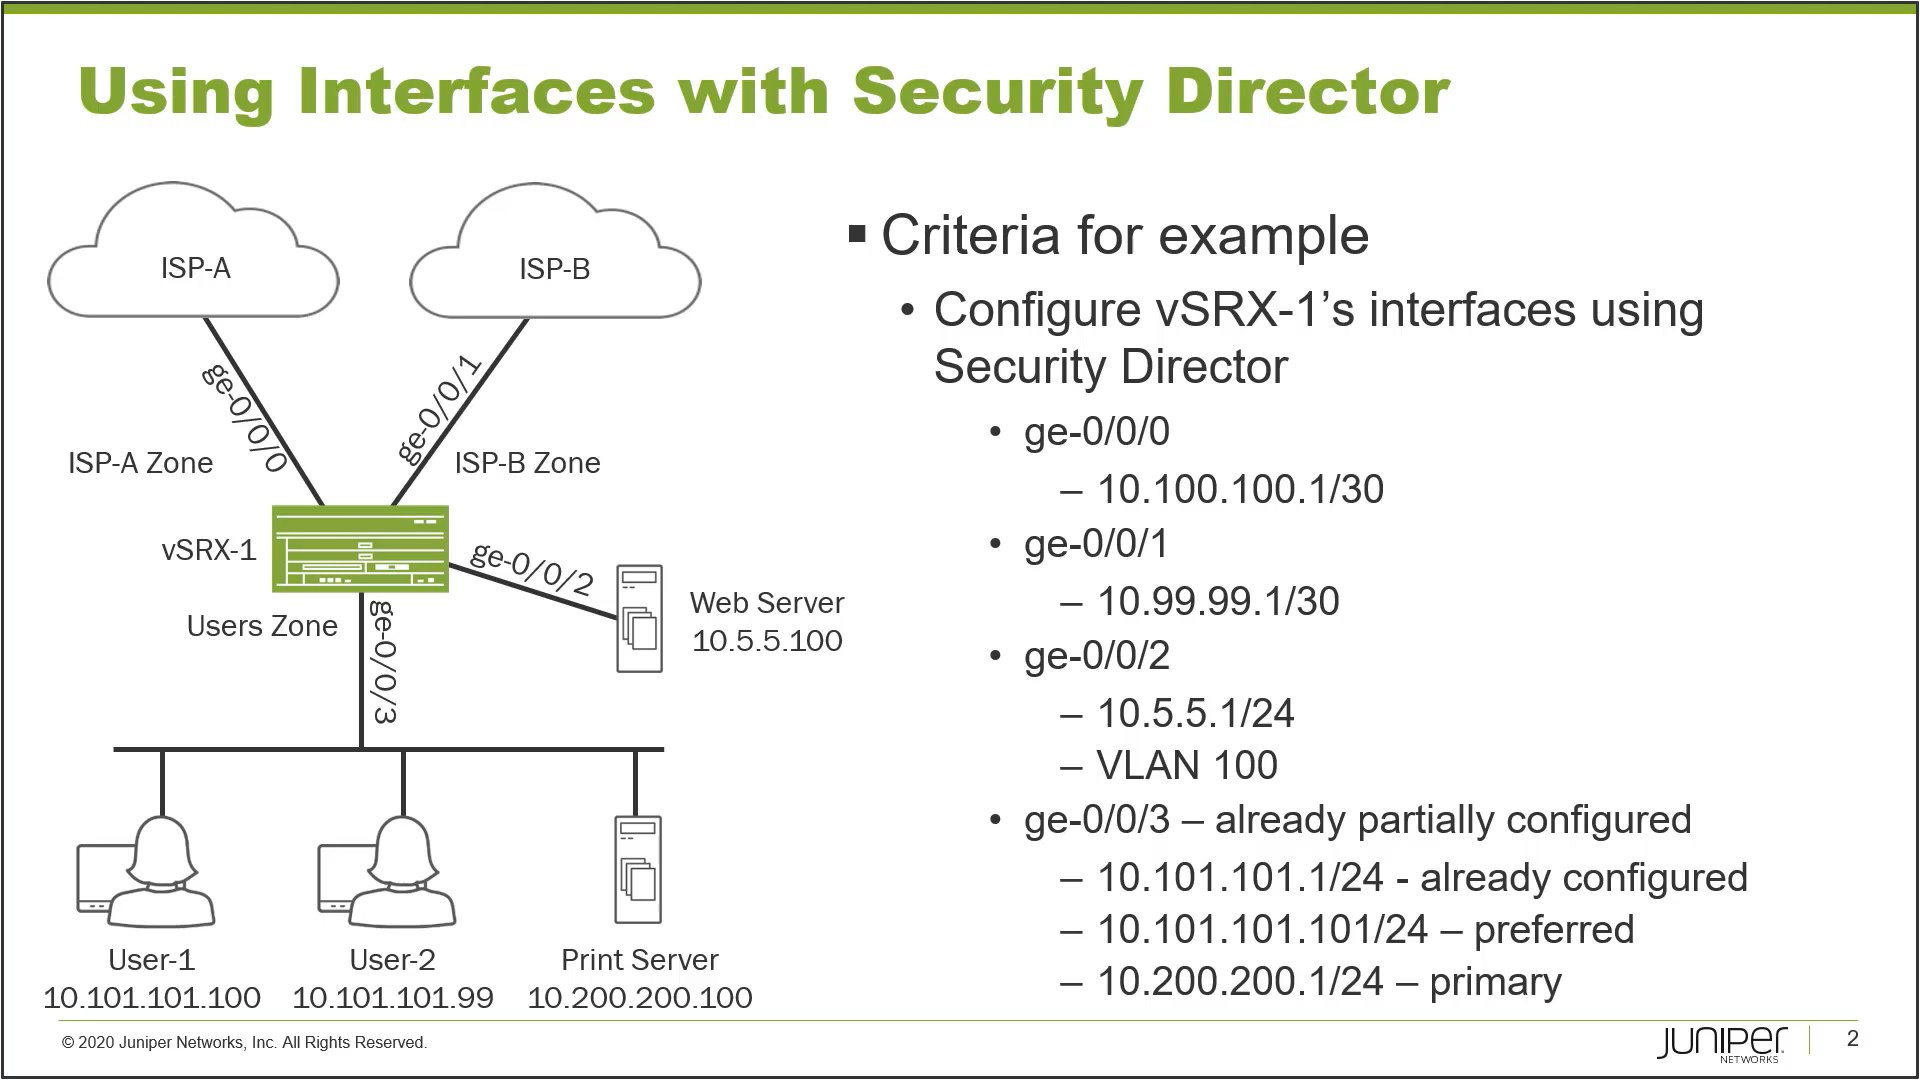 Using Interfaces with Security Director
ISP-A
ISP-B
ge-0/0/0
ge-0/0/1
ISP-A Zone
ISP-B Zone
vSRX-1
ge-0/0/2
Web Server
10.5.5.100
Users Zone
ge-0/0/3
User-1
10.101.101.100
User-2
10.101.101.99
Print Server
10.200.200.100
▪ Criteria for example
• Configure vSRX-1’s interfaces using
Security Director
• ge-0/0/0
– 10.100.100.1/30
• ge-0/0/1
– 10.99.99.1/30
• ge-0/0/2
– 10.5.5.1/24
– VLAN 100
• ge-0/0/3 – already partially configured
– 10.101.101.1/24 - already configured
– 10.101.101.101/24 – preferred
– 10.200.200.1/24 – primary
© 2020 Juniper Networks, Inc. All Rights Reserved.
JUNIPER
NETWORKS
2